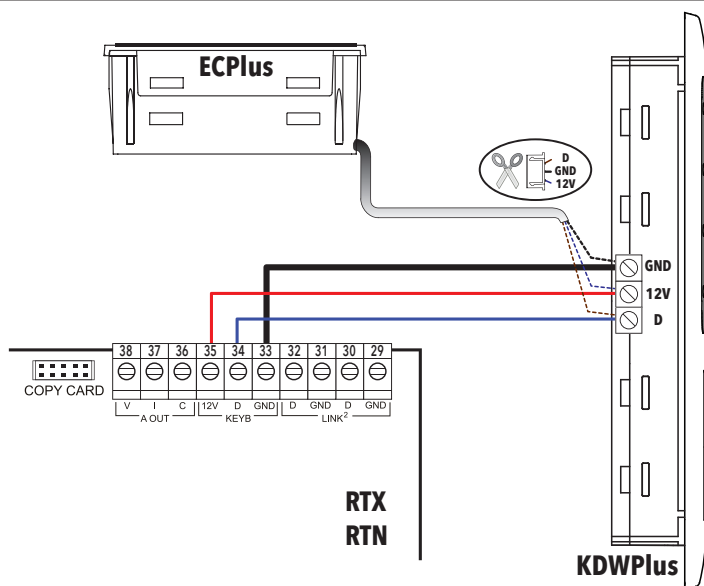 ECPlus
D
GND
12V
GND
12V
D
38 37 36 35 34 33 32 31 30 29
COPY CARD
V I C 12V D GND D GND D GND
A OUT KEYB LINK²
RTX
RTN
KDWPlus